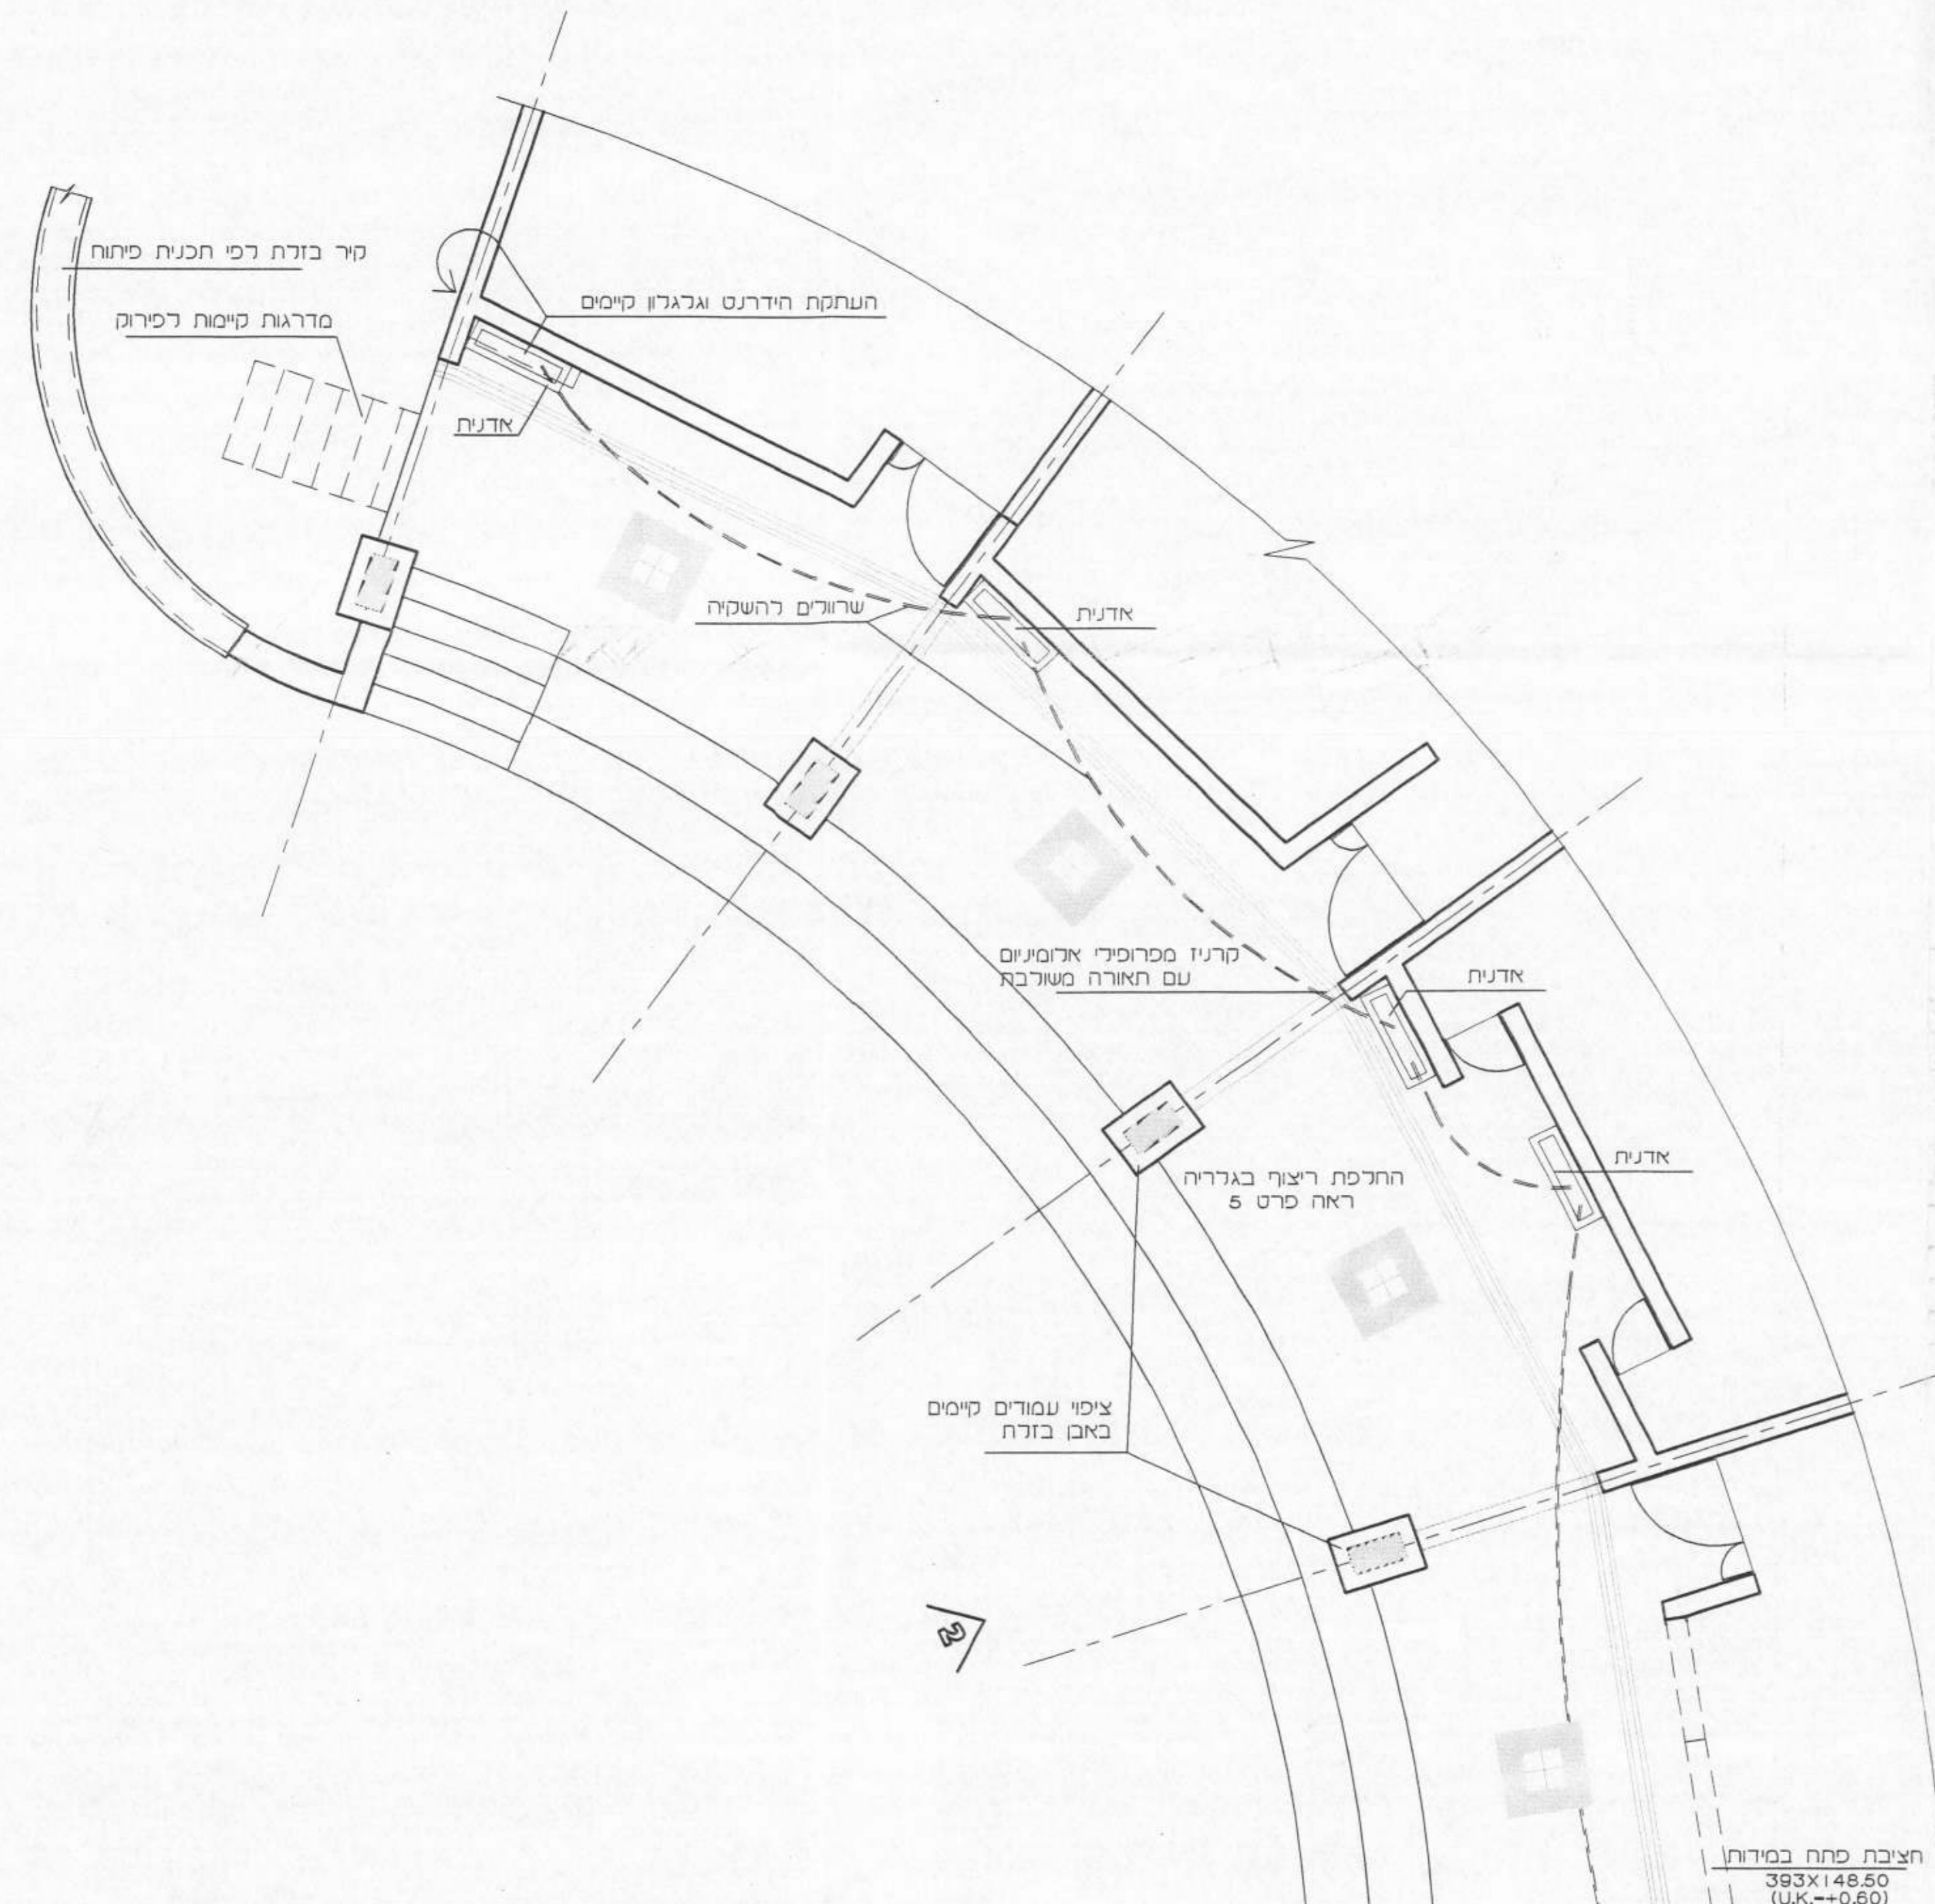 קיר בזלת לפי תכנית פיתוח
העתקת הידרנט וגלגלון קיימים
מדרגות קיימות לפירוק
אדנית
שרוולים להשקיה
אדנית
קרניז מפרופילי אלומיניום
עם תאורה משולבת
אדנית
אדנית
החלפת ריצוף בגלריה
ראה פרט 5
ציפוי עמודים קיימים
באבן בזלת
2
חציבת פתח במידות
393X148.50
(U.K.=+0.60)